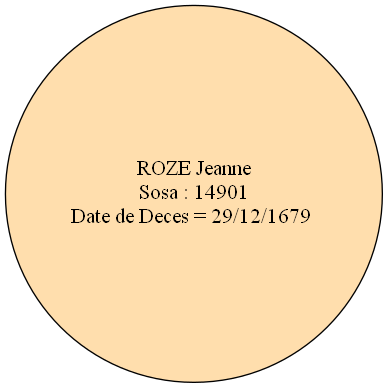 ROZE Jeanne
Sosa : 14901
Date de Deces = 29/12/1679